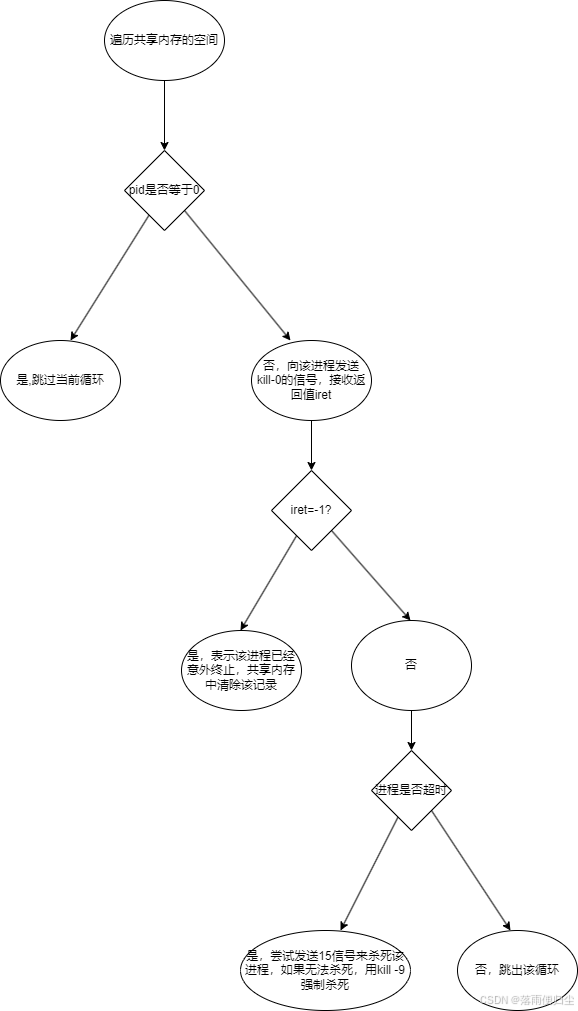 遍历共享内存的空间
pid是否等于0
是,跳过当前循环
否，向该进程发送
kill-0的信号，接收返
回值iret
iret=-1?
是，表示该进程已经
意外终止，共享内存
中清除该记录
否
进程是否超时
是，尝试发送15信号来杀死该
进程，如果无法杀死，用kill -9
强制杀死
否，跳出该循环
CSDN @落雨便归尘